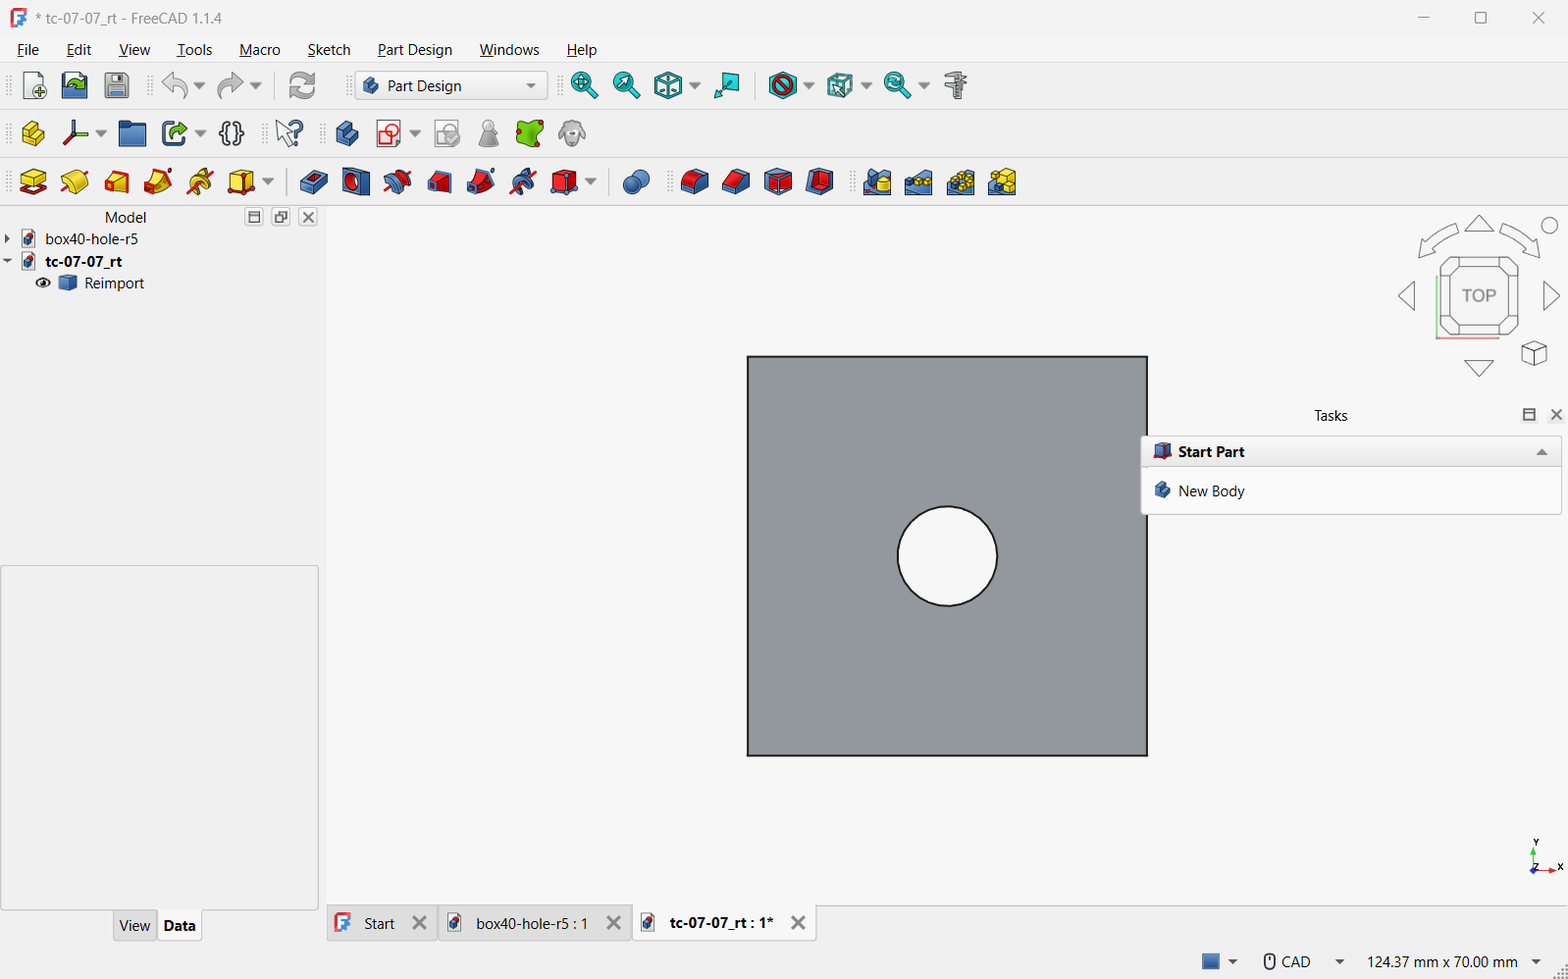 * tc-07-07_rt - FreeCAD 1.1.4
File Edit View Tools Macro Sketch Part Design Windows Help
Part Design
Model
box40-hole-r5
tc-07-07_rt
Reimport
TOP
Tasks
Start Part
New Body
Y
Z X
View Data
Start box40-hole-r5 : 1 tc-07-07_rt : 1*
CAD 124.37 mm x 70.00 mm